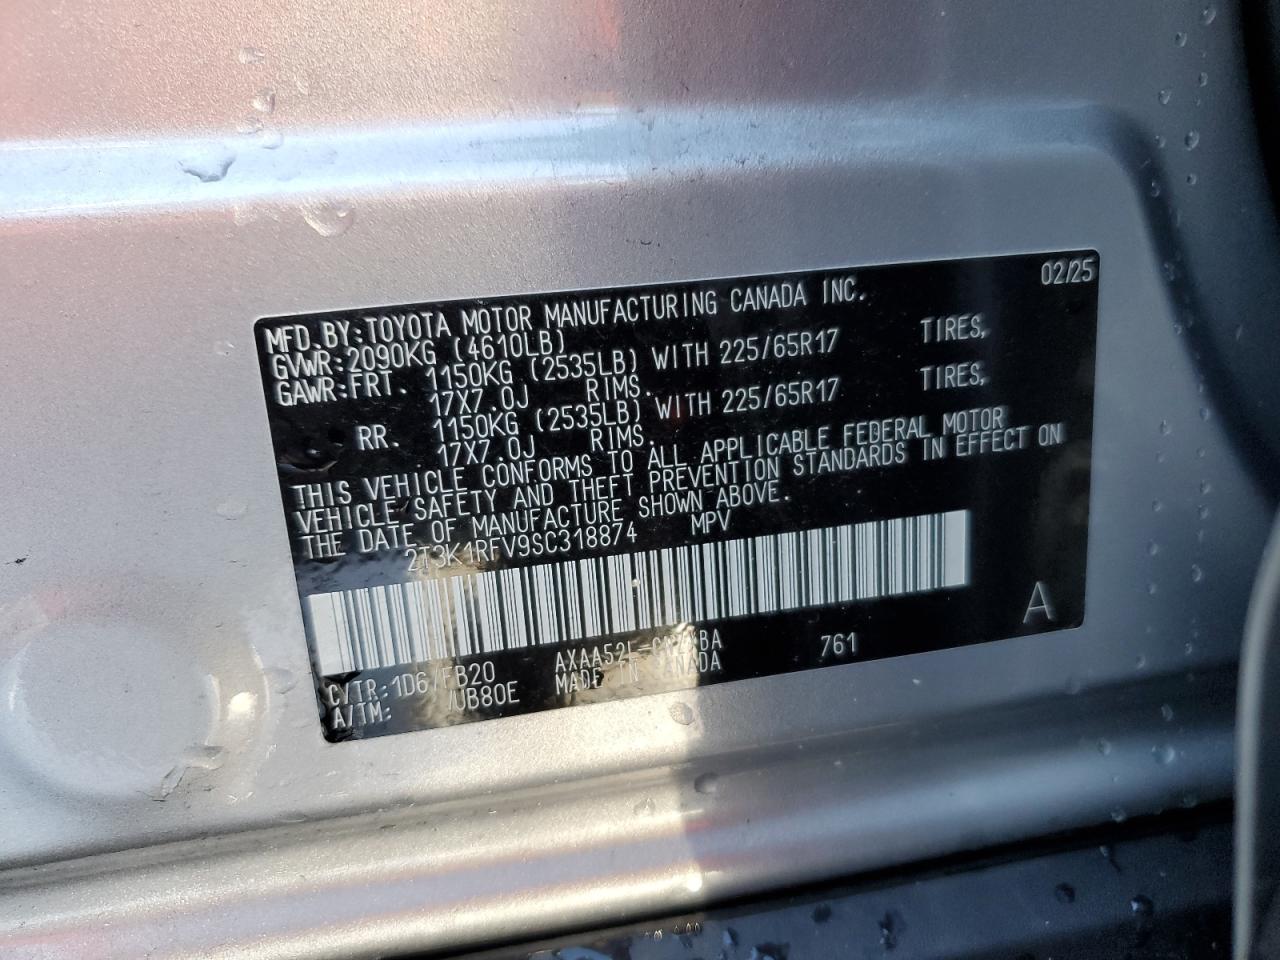 02/25
MFD.BY:TOYOTA MOTOR MANUFACTURING CANADA INC.
GVWR:2090KG (4610LB)
GAWR:FRT. 1150KG (2535LB) WITH 225/65R17 TIRES,
17X7.0J RIMS.
RR. 1150KG (2535LB) WITH 225/65R17 TIRES,
17X7.0J RIMS.
THIS VEHICLE CONFORMS TO ALL APPLICABLE FEDERAL MOTOR
VEHICLE SAFETY AND THEFT PREVENTION STANDARDS IN EFFECT ON
THE DATE OF MANUFACTURE SHOWN ABOVE.
2T3K1RFV9SC318874 MPV
A
C/TR:1D6/FB20 761
A/TM: /UB80E MADE IN CANADA